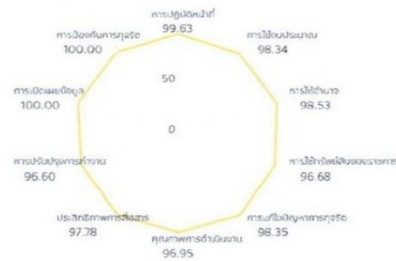 การปฏิบัติหน้าที่
99.63
การป้องกันการทุจริต
100.00
การใช้งบประมาณ
98.34
50
การเปิดเผยข้อมูล
100.00
การใช้อำนาจ
98.53
0
การปรับปรุงการทำงาน
96.60
การใช้ทรัพย์สินของราชการ
96.68
ประสิทธิภาพการสื่อสาร
97.78
การแก้ไขปัญหาการทุจริต
98.35
คุณภาพการดำเนินงาน
96.95